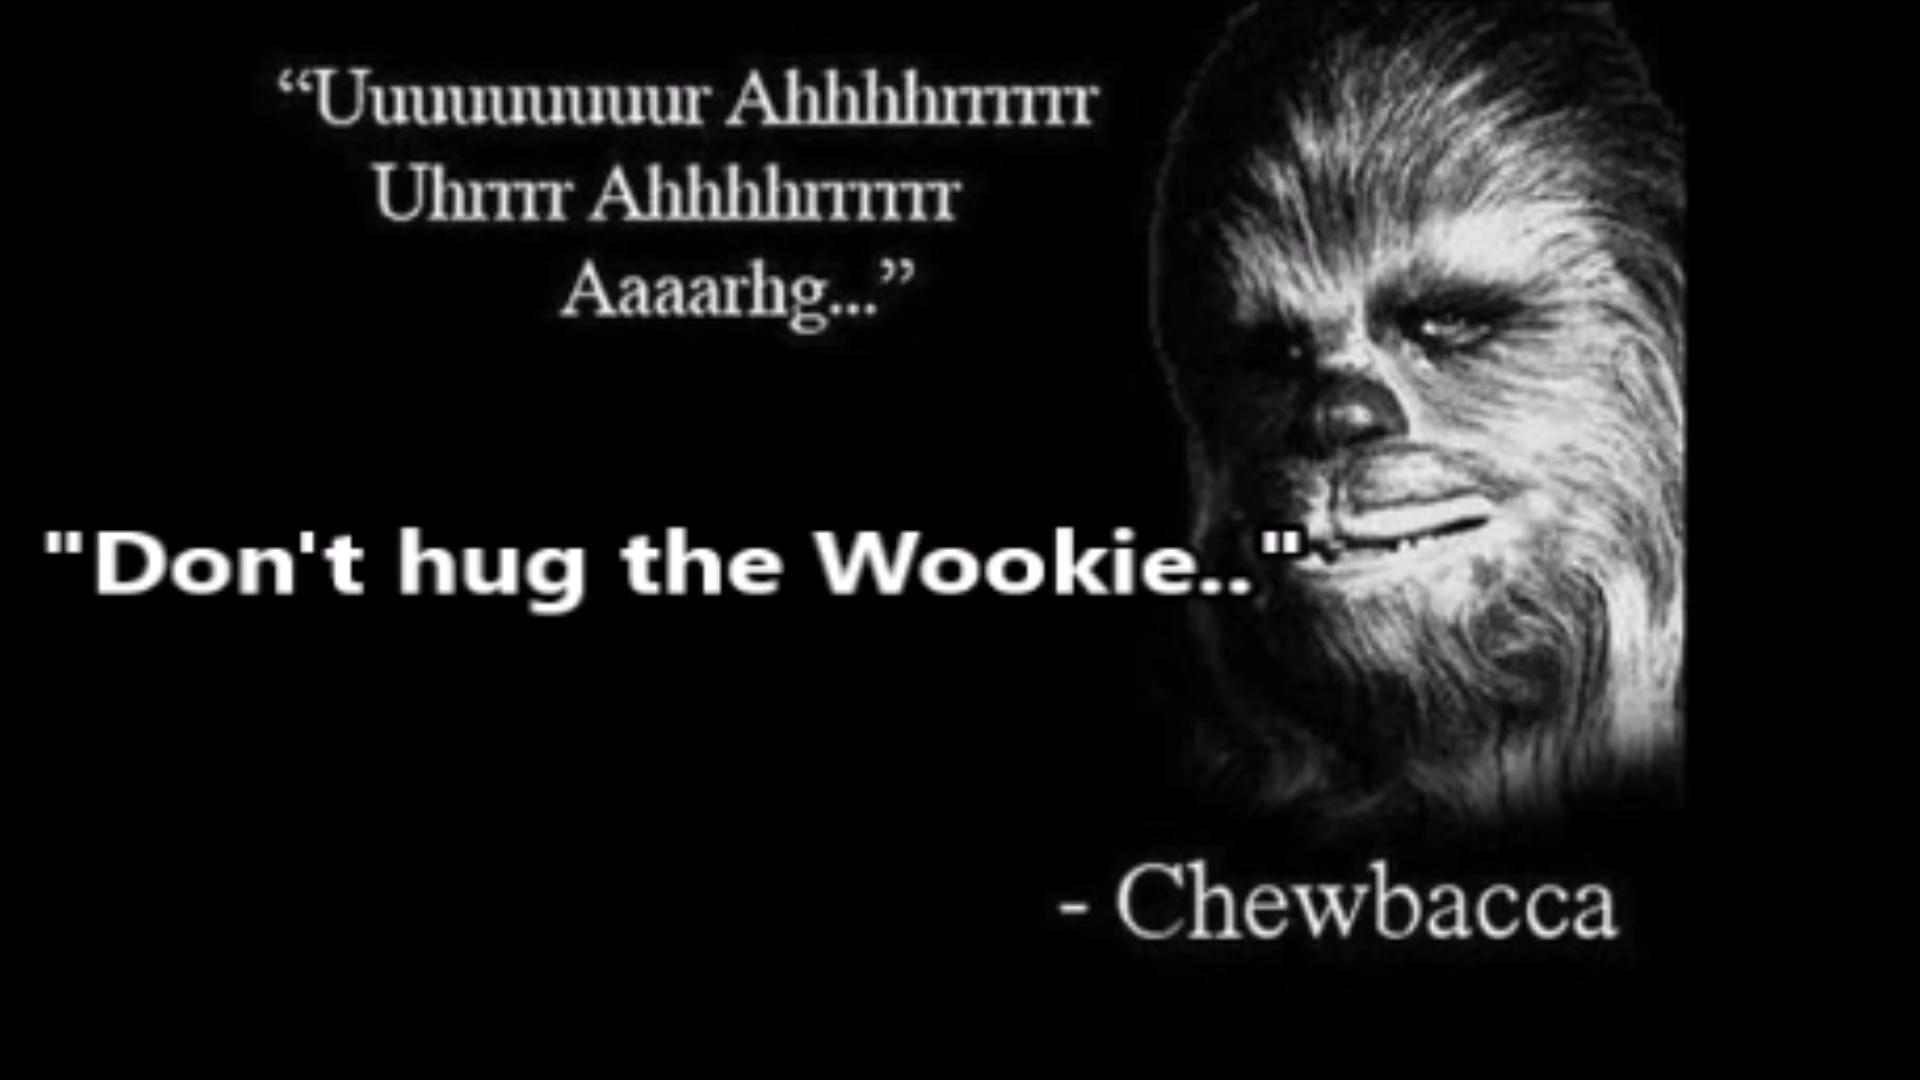 “Uuuuuuuuur Ahhhhrrrrrr
Uhrrrr Ahhhhrrrrrr
Aaaarhg...”
"Don't hug the Wookie.."
- Chewbacca